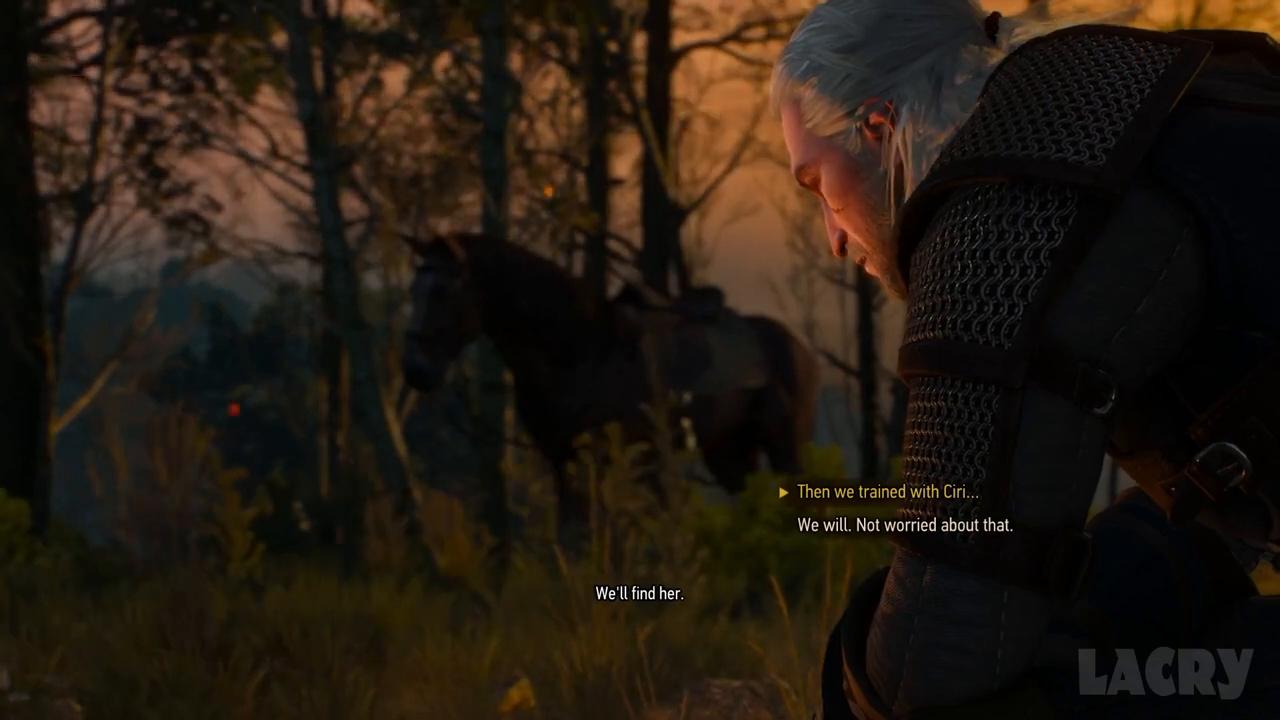 Then we trained with Ciri...
We will. Not worried about that.
We'll find her.
LACRY